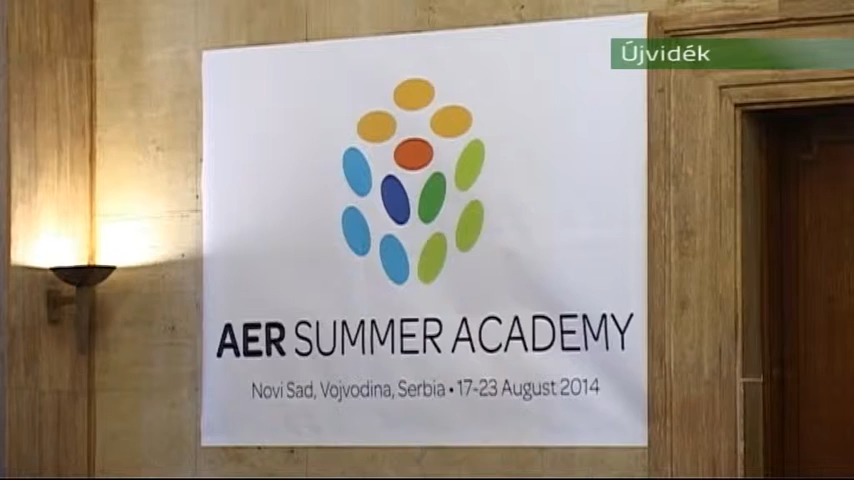 Újvidék
AER SUMMER ACADEMY
Novi Sad, Vojvodina, Serbia • 17-23 August 2014